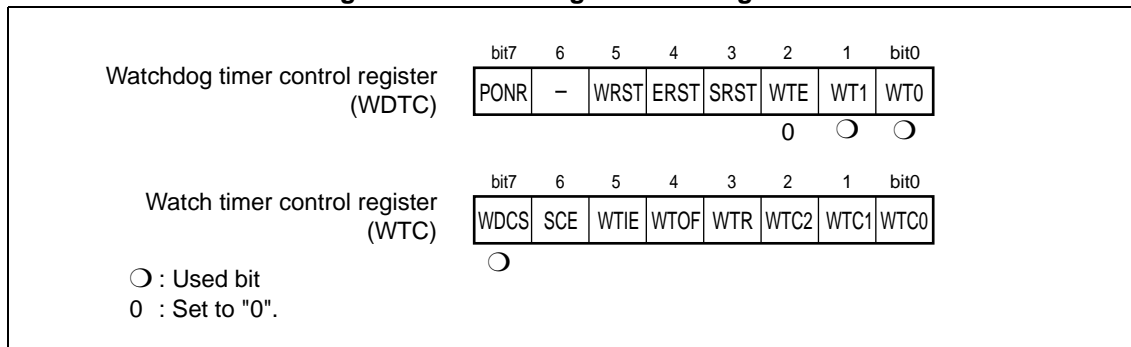 bit7 6 5 4 3 2 1 bit0
Watchdog timer control register
(WDTC)
PONR – WRST ERST SRST WTE WT1 WT0
0 ❍ ❍
bit7 6 5 4 3 2 1 bit0
Watch timer control register
(WTC)
WDCS SCE WTIE WTOF WTR WTC2 WTC1 WTC0
❍
❍ : Used bit
0 : Set to "0".